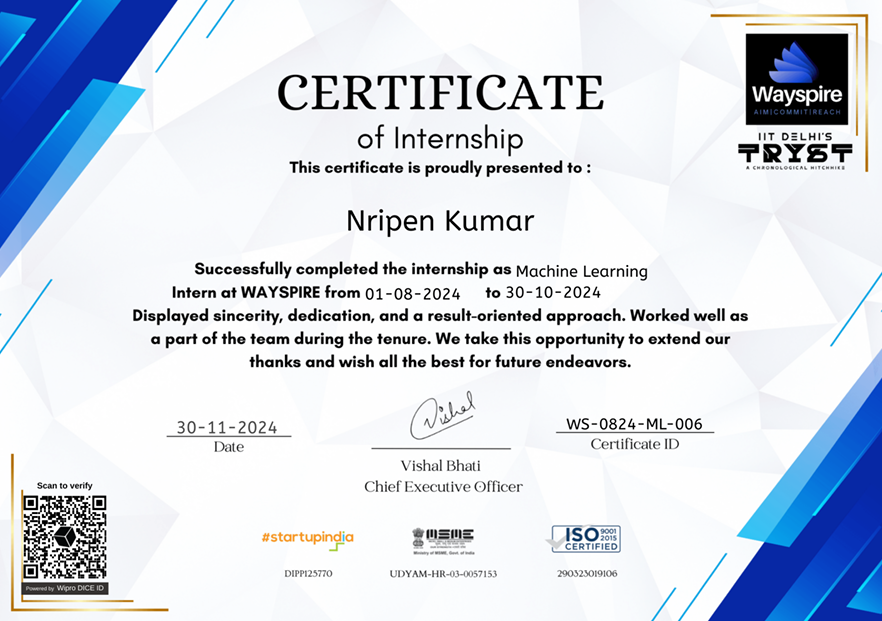 Wayspire
AIM|COMMIT|REACH
IIT DELHI'S
TRYST
A CHRONOLOGICAL HITCHHIKE
CERTIFICATE
of Internship
This certificate is proudly presented to :
Nripen Kumar
Successfully completed the internship as Machine Learning
Intern at WAYSPIRE from 01-08-2024 to 30-10-2024
Displayed sincerity, dedication, and a result-oriented approach. Worked well as
a part of the team during the tenure. We take this opportunity to extend our
thanks and wish all the best for future endeavors.
30-11-2024
Date
Vishal
Vishal Bhati
Chief Executive Officer
WS-0824-ML-006
Certificate ID
Scan to verify
Powered by Wipro DICE ID
#startupindia
DIPP125770
MSME
Ministry of MSME, Govt. of India
UDYAM-HR-03-0057153
ISO 9001
2015
CERTIFIED
290323019106